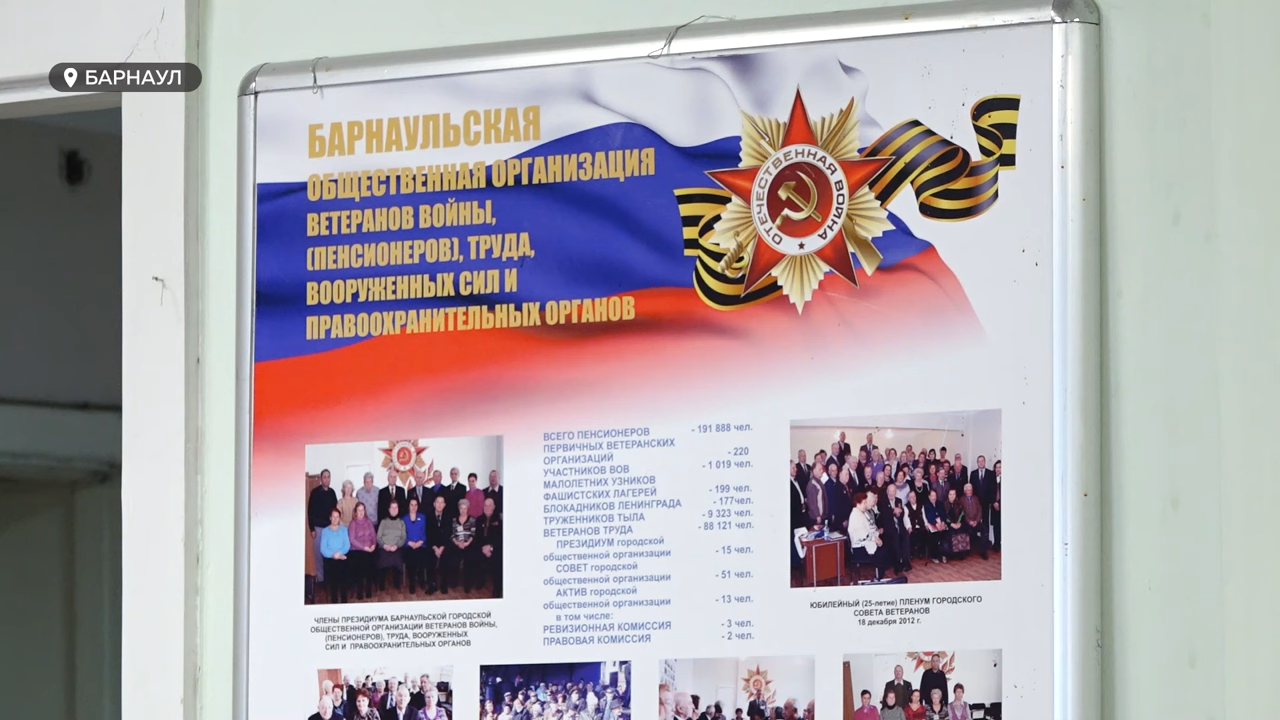 БАРНАУЛ
БАРНАУЛЬСКАЯ
ОБЩЕСТВЕННАЯ ОРГАНИЗАЦИЯ
ВЕТЕРАНОВ ВОЙНЫ,
(ПЕНСИОНЕРОВ), ТРУДА,
ВООРУЖЕННЫХ СИЛ И
ПРАВООХРАНИТЕЛЬНЫХ ОРГАНОВ
ОТЕЧЕСТВЕННАЯ ВОЙНА
ВСЕГО ПЕНСИОНЕРОВ - 191 888 чел.
ПЕРВИЧНЫХ ВЕТЕРАНСКИХ
ОРГАНИЗАЦИЙ - 220
УЧАСТНИКОВ ВОВ - 1 019 чел.
МАЛОЛЕТНИХ УЗНИКОВ
ФАШИСТСКИХ ЛАГЕРЕЙ - 199 чел.
БЛОКАДНИКОВ ЛЕНИНГРАДА - 177чел.
ТРУЖЕННИКОВ ТЫЛА - 9 323 чел.
ВЕТЕРАНОВ ТРУДА - 88 121 чел.
ПРЕЗИДИУМ городской
общественной организации - 15 чел.
СОВЕТ городской
общественной организации - 51 чел.
АКТИВ городской
общественной организации - 13 чел.
в том числе:
РЕВИЗИОННАЯ КОМИССИЯ - 3 чел.
ПРАВОВАЯ КОМИССИЯ - 2 чел.
ЧЛЕНЫ ПРЕЗИДИУМА БАРНАУЛЬСКОЙ ГОРОДСКОЙ
ОБЩЕСТВЕННОЙ ОРГАНИЗАЦИИ ВЕТЕРАНОВ ВОЙНЫ,
(ПЕНСИОНЕРОВ), ТРУДА, ВООРУЖЕННЫХ
СИЛ И ПРАВООХРАНИТЕЛЬНЫХ ОРГАНОВ
ЮБИЛЕЙНЫЙ (25-летие) ПЛЕНУМ ГОРОДСКОГО
СОВЕТА ВЕТЕРАНОВ
18 декабря 2012 г.